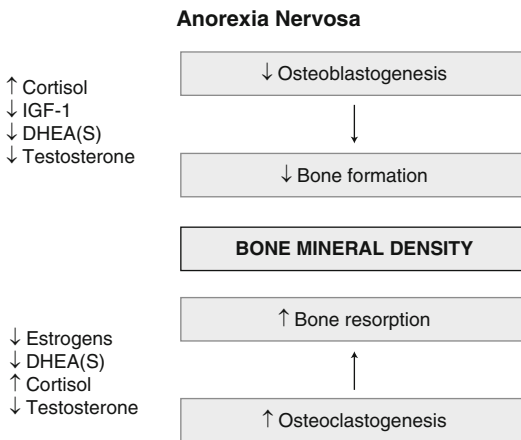 Anorexia Nervosa
↑ Cortisol
↓ IGF-1
↓ DHEA(S)
↓ Testosterone
↓ Osteoblastogenesis
↓ Bone formation
BONE MINERAL DENSITY
↑ Bone resorption
↓ Estrogens
↓ DHEA(S)
↑ Cortisol
↓ Testosterone
↑ Osteoclastogenesis